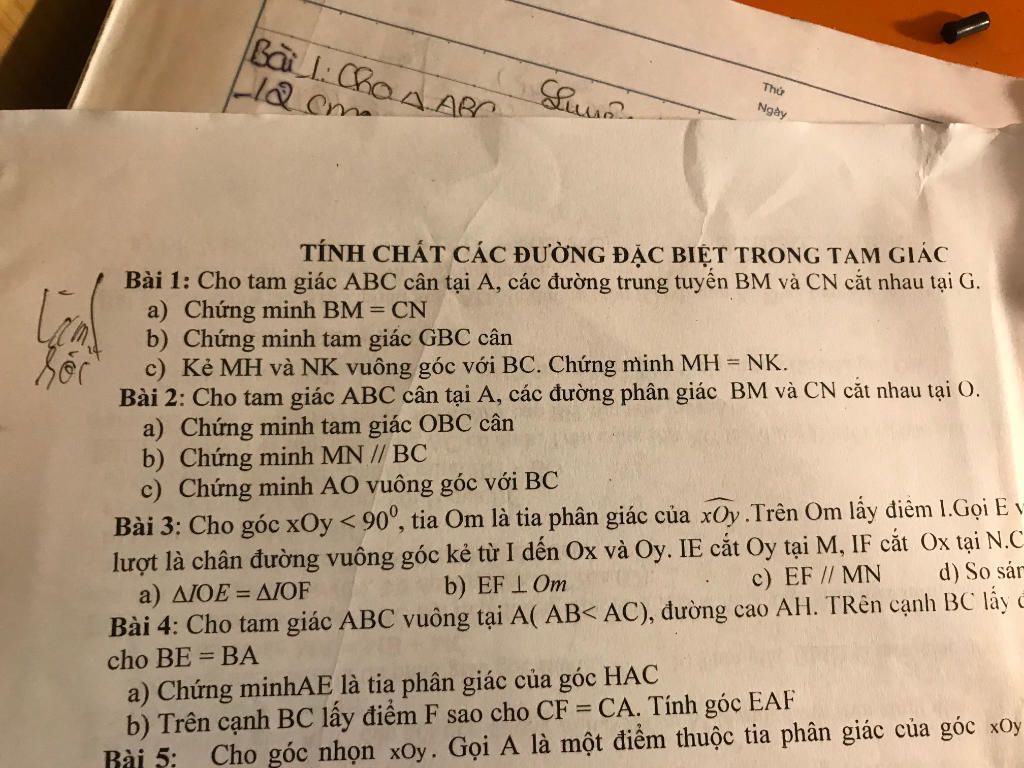 Bài 1: Cho Δ ABC
Thứ
Ngày
TÍNH CHẤT CÁC ĐƯỜNG ĐẶC BIỆT TRONG TAM GIÁC
Bài 1: Cho tam giác ABC cân tại A, các đường trung tuyến BM và CN cắt nhau tại G.
a) Chứng minh BM = CN
b) Chứng minh tam giác GBC cân
c) Kẻ MH và NK vuông góc với BC. Chứng minh MH = NK.
Bài 2: Cho tam giác ABC cân tại A, các đường phân giác BM và CN cắt nhau tại O.
a) Chứng minh tam giác OBC cân
b) Chứng minh MN // BC
c) Chứng minh AO vuông góc với BC
Bài 3: Cho góc xOy < 90⁰, tia Om là tia phân giác của xOy .Trên Om lấy điểm I.Gọi E
lượt là chân đường vuông góc kẻ từ I dến Ox và Oy. IE cắt Oy tại M, IF cắt Ox tại N.C
a) ΔIOE = ΔIOF b) EF ⊥ Om c) EF // MN d) So
Bài 4: Cho tam giác ABC vuông tại A( AB< AC), đường cao AH. TRên cạnh BC lấy
cho BE = BA
a) Chứng minhAE là tia phân giác của góc HAC
b) Trên cạnh BC lấy điểm F sao cho CF = CA. Tính góc EAF
Bài 5: Cho góc nhọn xOy. Gọi A là một điểm thuộc tia phân giác của góc xOy